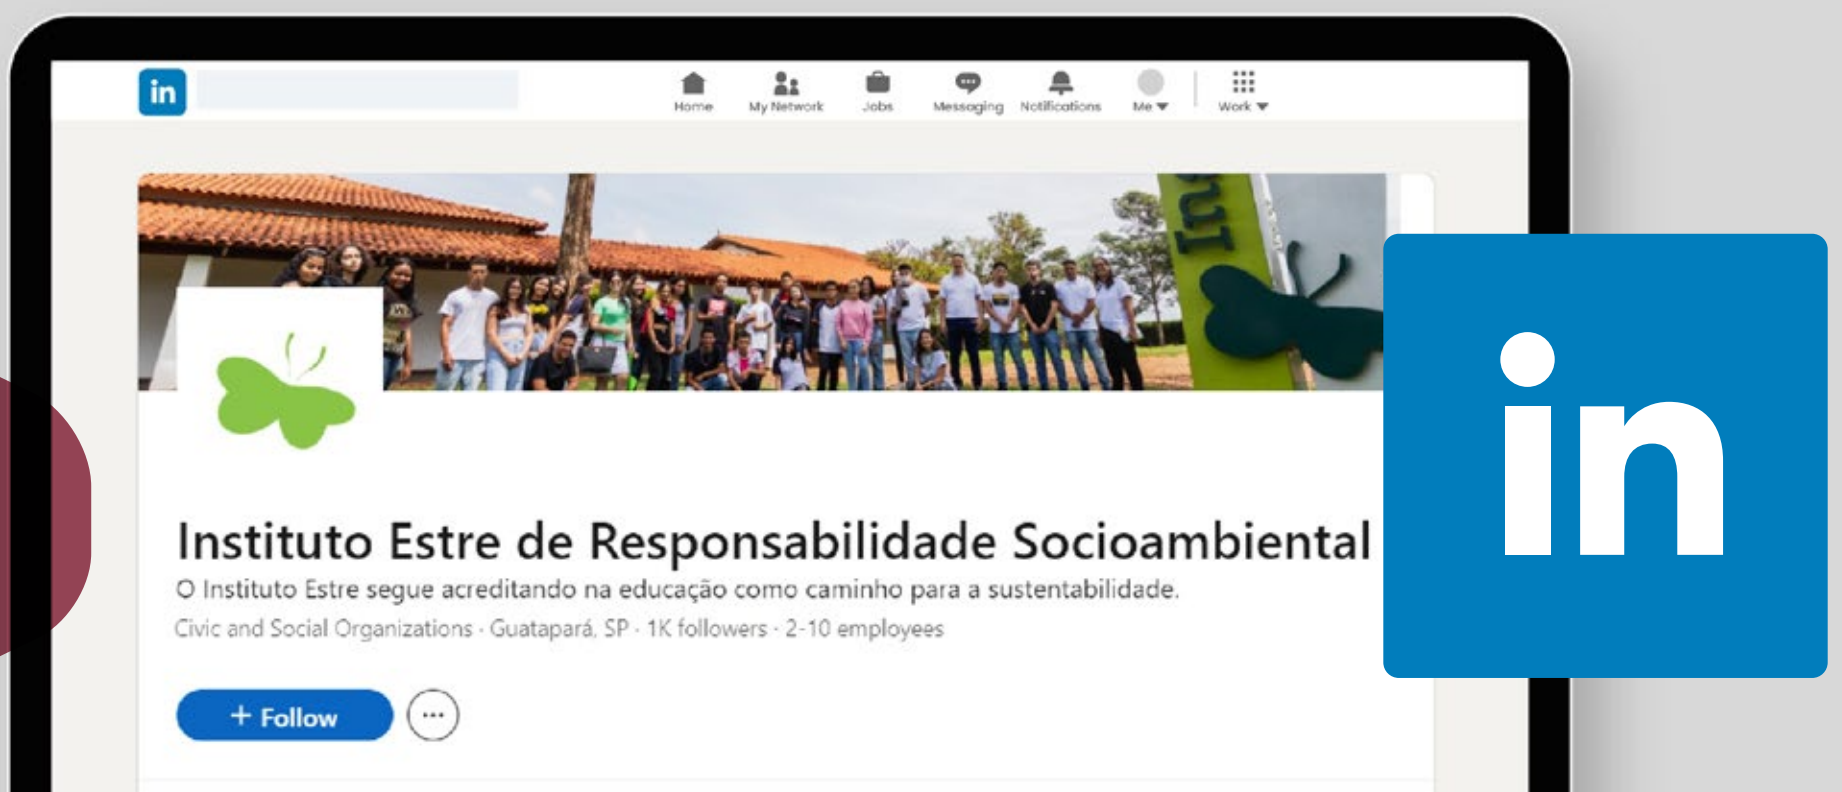 in
Home
My Network
Jobs
Messaging
Notifications
Me
Work
in
Instituto Estre de Responsabilidade Socioambiental
O Instituto Estre segue acreditando na educação como caminho para a sustentabilidade.
Civic and Social Organizations · Guatapará, SP · 1K followers · 2-10 employees
+ Follow